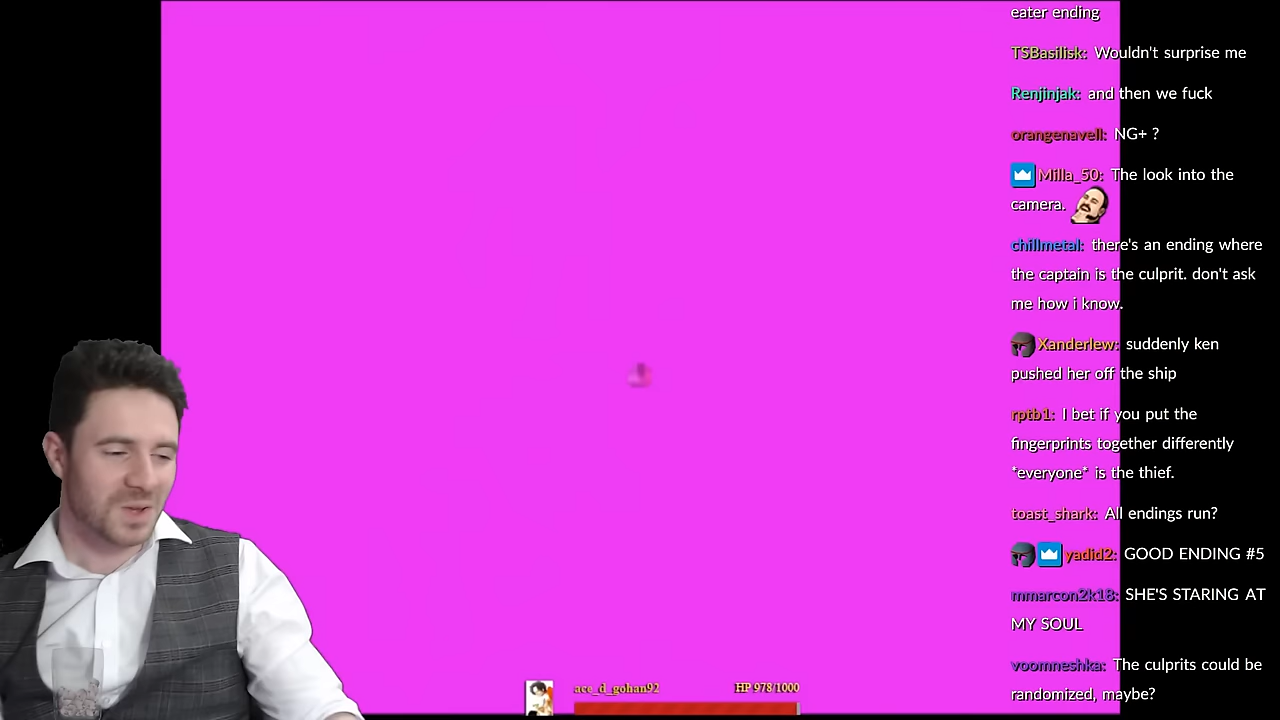 eater ending
TSBasilisk: Wouldn't surprise me
Renjinjak: and then we fuck
orangenavell: NG+ ?
Milla_50: The look into the
camera.
chillmetal: there's an ending where
the captain is the culprit. don't ask
me how i know.
Xanderlew: suddenly ken
pushed her off the ship
rptb1: I bet if you put the
fingerprints together differently
*everyone* is the thief.
toast_shark: All endings run?
yadid2: GOOD ENDING #5
mmarcon2k18: SHE'S STARING AT
MY SOUL
voomneshka: The culprits could be
randomized, maybe?
ace_d_gohan92 HP 978/1000